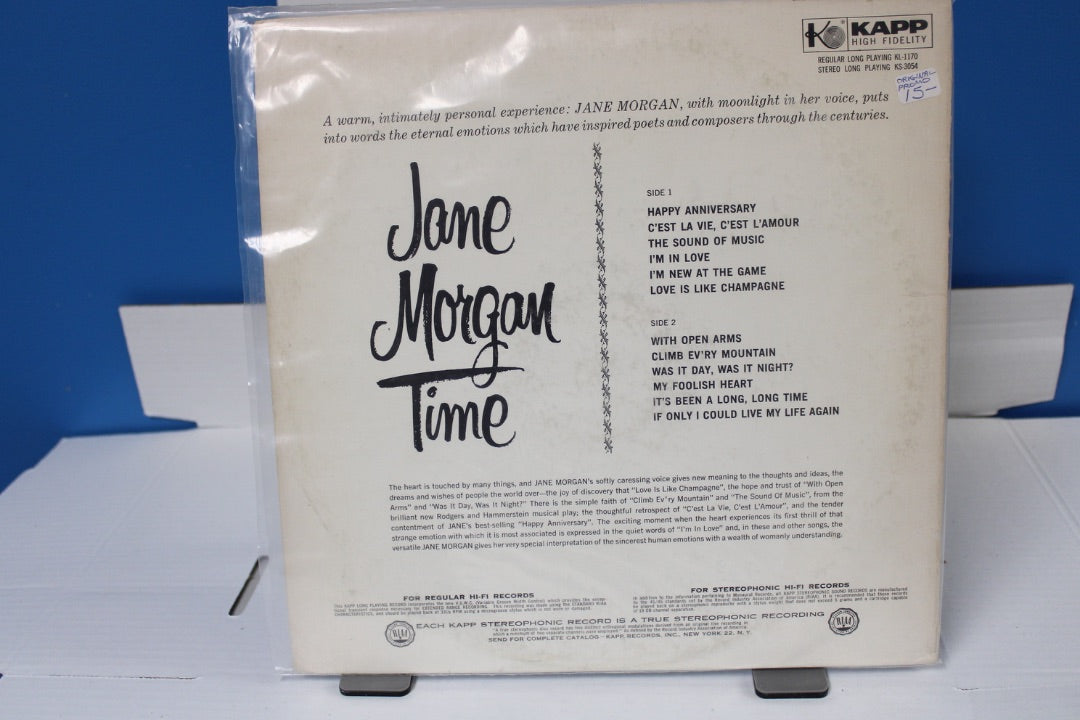 KAPP
HIGH FIDELITY
REGULAR LONG PLAYING KL-1170
STEREO LONG PLAYING KS-3054
ORIGINAL
PROMO
15-
A warm, intimately personal experience: JANE MORGAN, with moonlight in her voice, puts
into words the eternal emotions which have inspired poets and composers through the centuries.
Jane
Morgan
Time
SIDE 1
HAPPY ANNIVERSARY
C'EST LA VIE, C'EST L'AMOUR
THE SOUND OF MUSIC
I'M IN LOVE
I'M NEW AT THE GAME
LOVE IS LIKE CHAMPAGNE
SIDE 2
WITH OPEN ARMS
CLIMB EV'RY MOUNTAIN
WAS IT DAY, WAS IT NIGHT?
MY FOOLISH HEART
IT'S BEEN A LONG, LONG TIME
IF ONLY I COULD LIVE MY LIFE AGAIN
The heart is touched by many things, and JANE MORGAN's softly caressing voice gives new meaning to the thoughts and ideas, the
dreams and wishes of people the world over—the joy of discovery that "Love Is Like Champagne", the hope and trust of "With Open
Arms" and "Was It Day, Was It Night?" There is the simple faith of "Climb Ev'ry Mountain" and "The Sound Of Music", from the
brilliant new Rodgers and Hammerstein musical play; the thoughtful retrospect of "C'est La Vie, C'est L'Amour", and the tender
contentment of JANE's best-selling "Happy Anniversary". The exciting moment when the heart experiences its first thrill of that
strange emotion with which it is most associated is expressed in the quiet words of "I'm In Love" and, in these and other songs, the
versatile JANE MORGAN gives her very special interpretation of the sincerest human emotions with a wealth of womanly understanding.
FOR REGULAR HI-FI RECORDS
FOR STEREOPHONIC HI-FI RECORDS
EACH KAPP STEREOPHONIC RECORD IS A TRUE STEREOPHONIC RECORDING
SEND FOR COMPLETE CATALOG - KAPP RECORDS, INC., NEW YORK 22, N. Y.